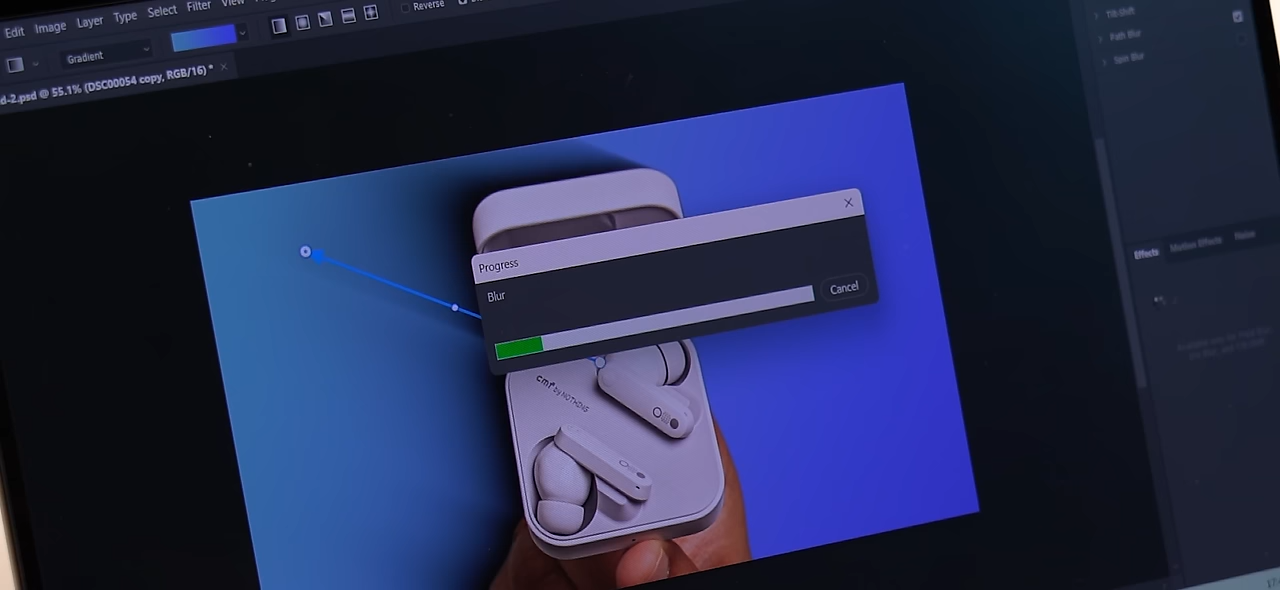 Edit Image Layer Type Select Filter View
Reverse
Gradient
d-2.psd @ 55.1% (DSC00054 copy, RGB/16) *
Tilt-Shift
Path Blur
Spin Blur
Progress
Blur
Cancel
cmf by NOTHING
Effects Motion Effects Noise